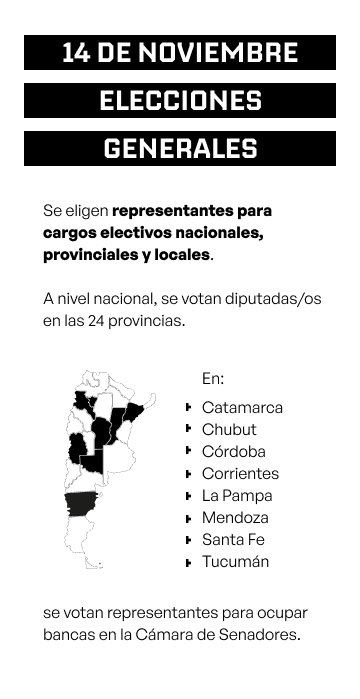 14 DE NOVIEMBRE
ELECCIONES
GENERALES
Se eligen representantes para
cargos electivos nacionales,
provinciales y locales.
A nivel nacional, se votan diputadas/os
en las 24 provincias.
En:
Catamarca
Chubut
Córdoba
Corrientes
La Pampa
Mendoza
Santa Fe
Tucumán
se votan representantes para ocupar
bancas en la Cámara de Senadores.